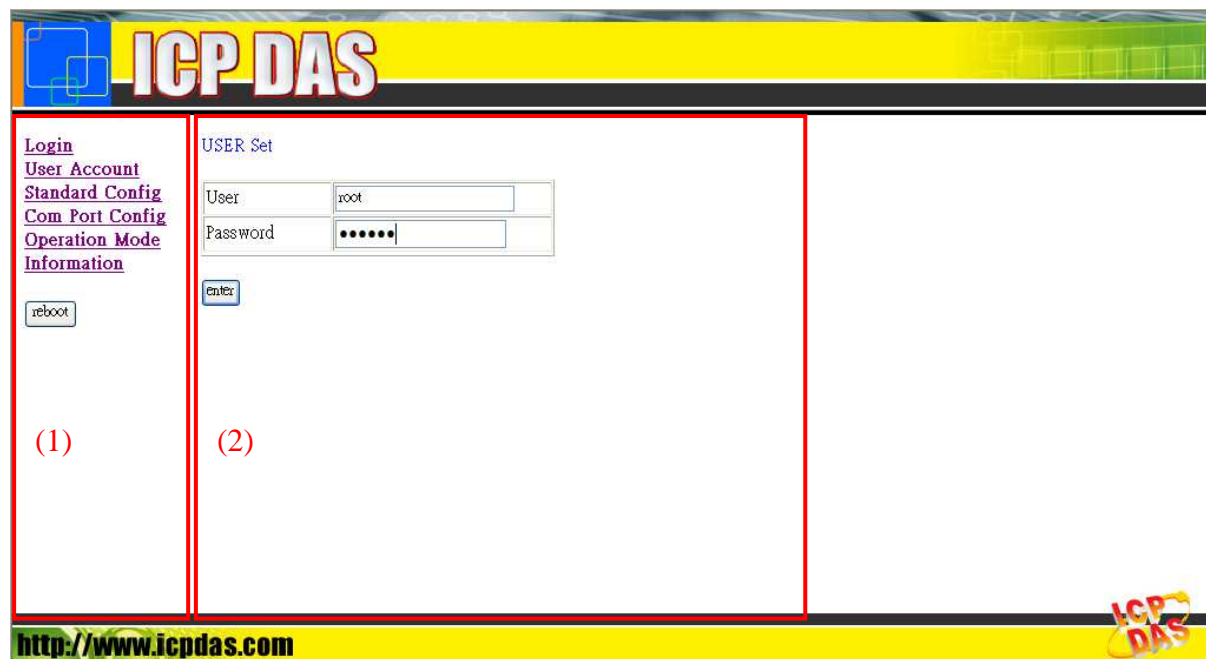 ICP DAS
Login
User Account
Standard Config
Com Port Config
Operation Mode
Information
reboot
(1)
USER Set
User root
Password ••••••
enter
(2)
http://www.icpdas.com
ICP
DAS